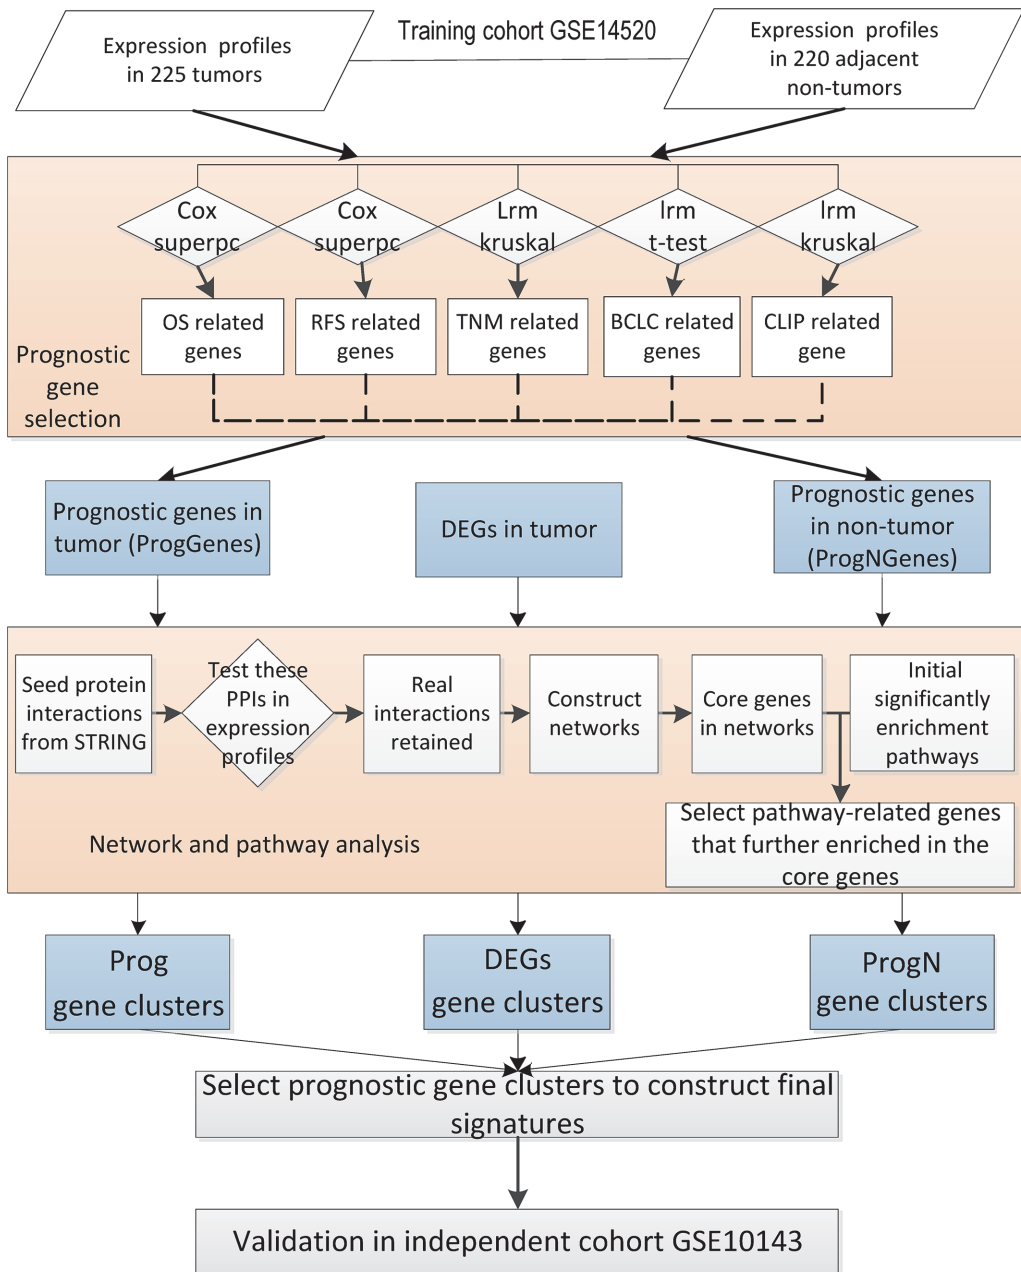 Expression profiles
in 225 tumors
Training cohort GSE14520
Expression profiles
in 220 adjacent
non-tumors
Cox
superpc
Cox
superpc
Lrm
kruskal
lrm
t-test
lrm
kruskal
OS related
genes
RFS related
genes
TNM related
genes
BCLC related
genes
CLIP related
gene
Prognostic
gene
selection
Prognostic genes in
tumor (ProgGenes)
DEGs in tumor
Prognostic genes
in non-tumor
(ProgNGenes)
Seed protein
interactions
from STRING
Test these
PPIs in
expression
profiles
Real
interactions
retained
Construct
networks
Core genes
in networks
Initial
significantly
enrichment
pathways
Select pathway-related genes
that further enriched in the
core genes
Network and pathway analysis
Prog
gene clusters
DEGs
gene clusters
ProgN
gene clusters
Select prognostic gene clusters to construct final
signatures
Validation in independent cohort GSE10143